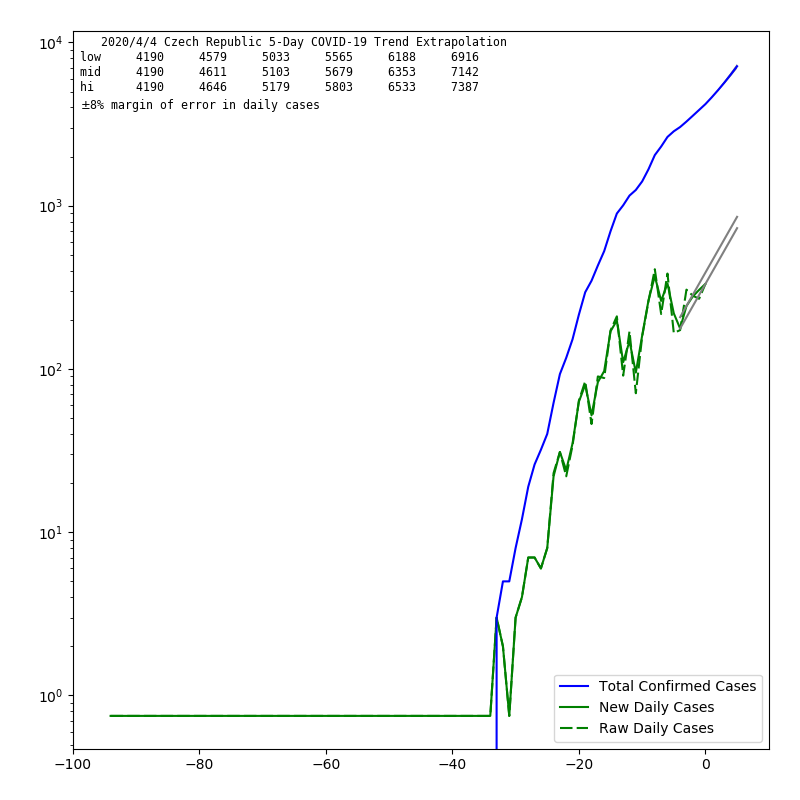 2020/4/4 Czech Republic 5-Day COVID-19 Trend Extrapolation
low 4190 4579 5033 5565 6188 6916
mid 4190 4611 5103 5679 6353 7142
hi 4190 4646 5179 5803 6533 7387
±8% margin of error in daily cases
10⁴
10³
10²
10¹
10⁰
Total Confirmed Cases
New Daily Cases
Raw Daily Cases
−100 −80 −60 −40 −20 0